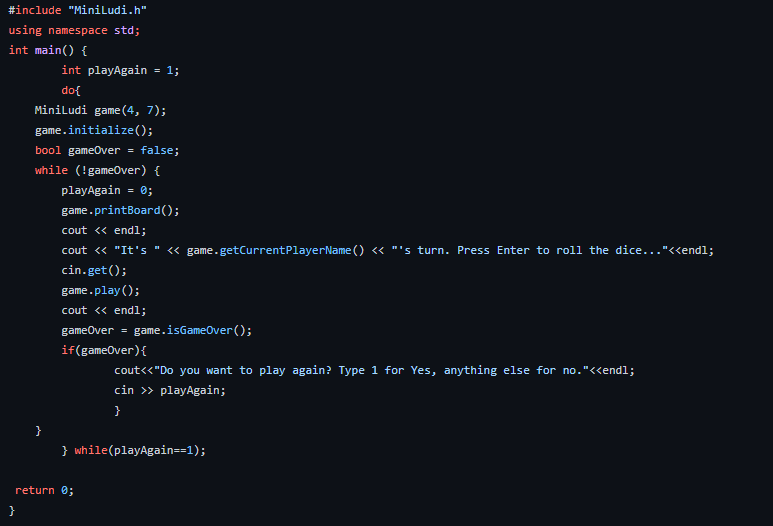 #include "MiniLudi.h"
using namespace std;
int main() {
        int playAgain = 1;
        do{
    MiniLudi game(4, 7);
    game.initialize();
    bool gameOver = false;
    while (!gameOver) {
        playAgain = 0;
        game.printBoard();
        cout << endl;
        cout << "It's " << game.getCurrentPlayerName() << "'s turn. Press Enter to roll the dice..."<<endl;
        cin.get();
        game.play();
        cout << endl;
        gameOver = game.isGameOver();
        if(gameOver){
                cout<<"Do you want to play again? Type 1 for Yes, anything else for no."<<endl;
                cin >> playAgain;
                }
    }
        } while(playAgain==1);
 return 0;
}